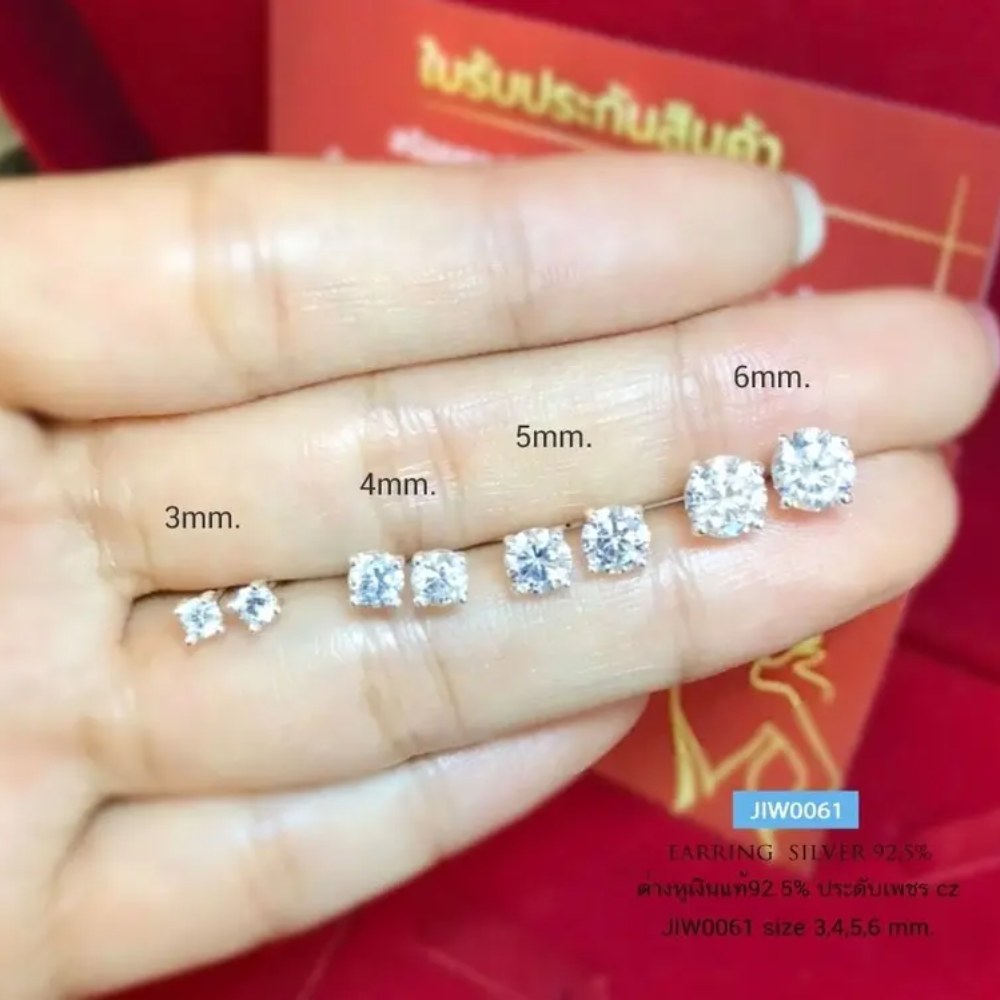 ใบรับประกันสินค้า
6mm.
5mm.
4mm.
3mm.
JIW0061
EARRING SILVER 92.5%
ต่างหูเงินแท้92.5% ประดับเพชร cz
JIW0061 size 3,4,5,6 mm.